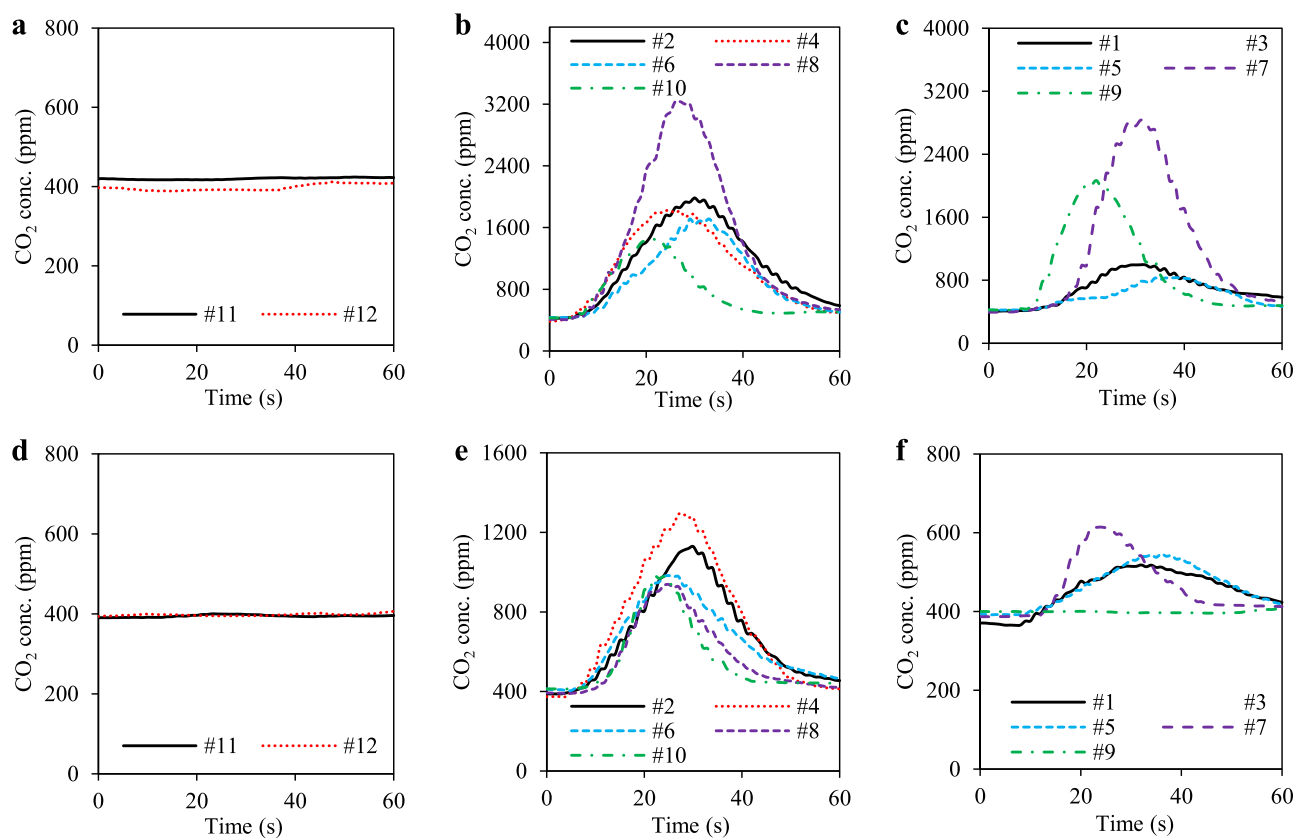 a
CO2 conc. (ppm)
800
600
400
200
0
#11 #12
0 20 40 60
Time (s)
b
CO2 conc. (ppm)
4000
3200
2400
1600
800
0
#2 #4
#6 #8
#10
0 20 40 60
Time (s)
c
CO2 conc. (ppm)
4000
3200
2400
1600
800
0
#1 #3
#5 #7
#9
0 20 40 60
Time (s)
d
CO2 conc. (ppm)
800
600
400
200
0
#11 #12
0 20 40 60
Time (s)
e
CO2 conc. (ppm)
1600
1200
800
400
0
#2 #4
#6 #8
#10
0 20 40 60
Time (s)
f
CO2 conc. (ppm)
800
600
400
200
0
#1 #3
#5 #7
#9
0 20 40 60
Time (s)